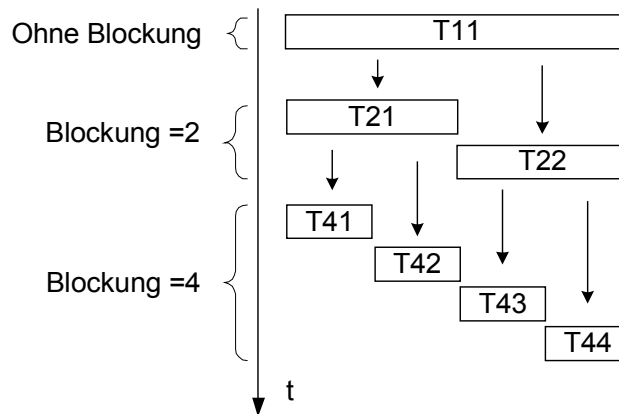 Ohne Blockung
T11
Blockung =2
T21
T22
Blockung =4
T41
T42
T43
T44
t